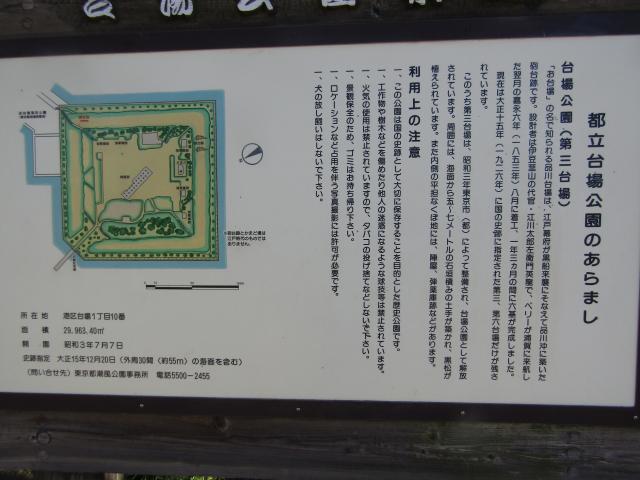 都立台場公園のあらまし
台場公園（第三台場）
「お台場」の名で知られる品川台場は、江戸幕府が黒船来襲にそなえて品川沖に築いた
砲台跡です。設計者は伊豆韮山の代官・江川太郎左衛門英龍で、ペリーが浦賀に来航し
た翌月の嘉永六年（一八五三年）八月に着工、一年三ヵ月の間に六基が完成しました。
現在は大正十五年（一九二六年）に国の史跡に指定された第三、第六台場だけが残さ
れています。
このうち第三台場は、昭和三年東京市（都）によって整備され、台場公園として解放
されています。周囲には、海面から五～七メートルの石垣積みの土手が築かれ、黒松が
植えられています。また内側の平坦なくぼ地には、陣屋、弾薬庫跡などがあります。
利用上の注意
一、この公園は国の史跡として大切に保存することを目的とした歴史公園です。
一、工作物や樹木などを傷めたり他人の迷惑になるような球技等は禁止されています。
一、火気の使用は禁止されていますので、タバコの投げ捨てなどしないで下さい。
一、景観保全のため、ゴミはお持ち帰り下さい。
一、ロケーションなど占用を伴う写真撮影には許可が必要です。
一、犬の放し飼いはしないで下さい。
所在地 港区台場1丁目10番
面積 29,963.40㎡
開園 昭和3年7月7日
史跡指定 大正15年12月20日（外周30間（約55m）の海面を含む）
（問い合せ先）東京都潮風公園事務所 電話5500－2455